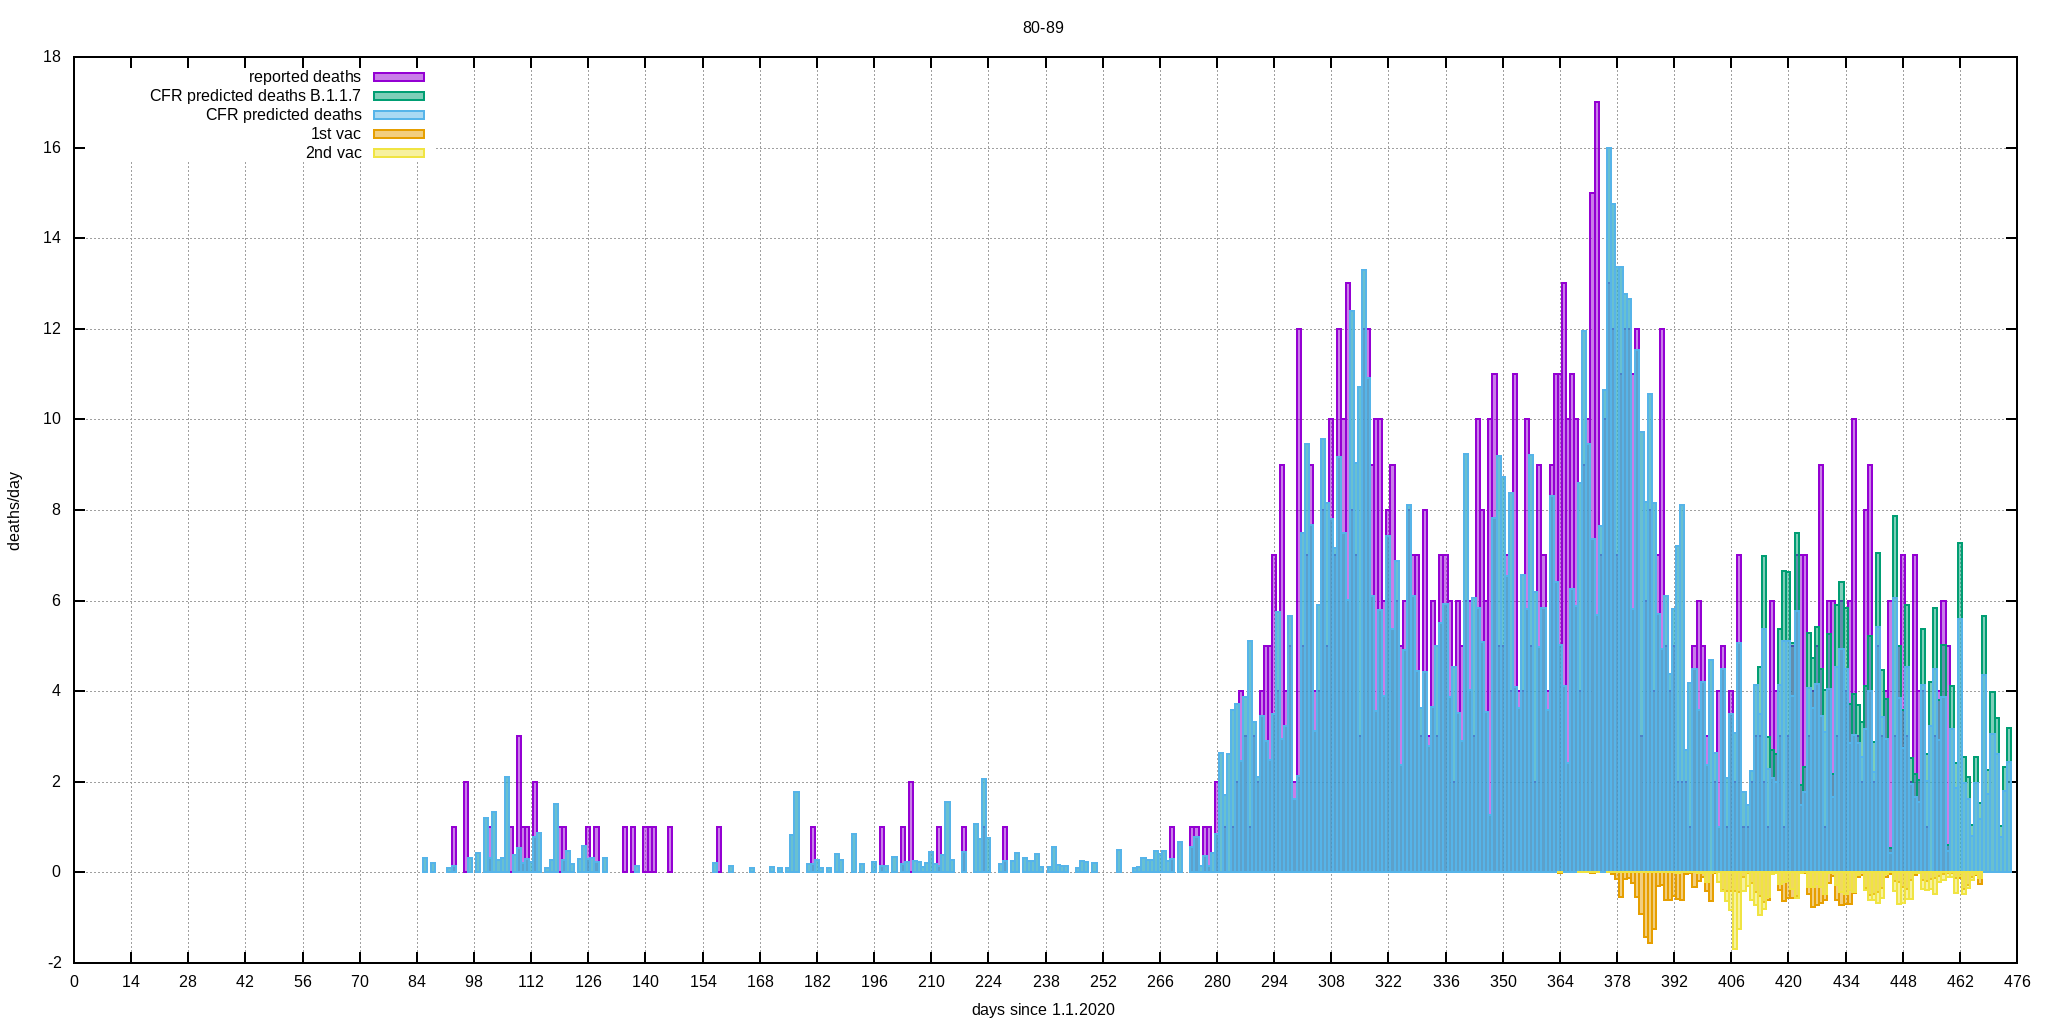 80-89
reported deaths
CFR predicted deaths B.1.1.7
CFR predicted deaths
1st vac
2nd vac
18
16
14
12
10
8
6
4
2
0
-2
deaths/day
0 14 28 42 56 70 84 98 112 126 140 154 168 182 196 210 224 238 252 266 280 294 308 322 336 350 364 378 392 406 420 434 448 462 476
days since 1.1.2020